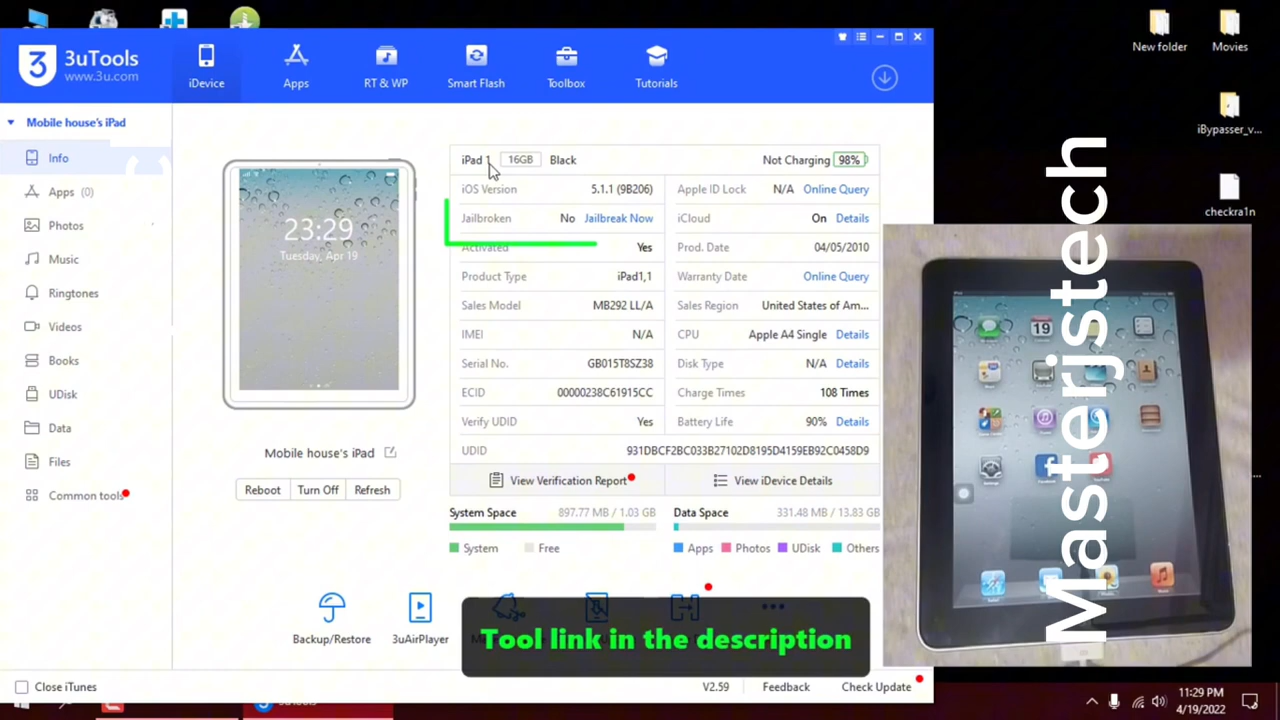 3
3uTools
www.3u.com
iDevice
Apps
RT & WP
Smart Flash
Toolbox
Tutorials
New folder
Movies
iBypasser_v...
checkra1n
Mobile house's iPad
Info
Apps (0)
Photos
Music
Ringtones
Videos
Books
UDisk
Data
Files
Common tools
23:29
Tuesday, Apr 19
Mobile house's iPad
Reboot
Turn Off
Refresh
iPad 1 16GB Black
Not Charging 98%
iOS Version 5.1.1 (9B206)
Apple ID Lock N/A Online Query
Jailbroken No Jailbreak Now
iCloud On Details
Activated Yes
Prod. Date 04/05/2010
Product Type iPad1,1
Warranty Date Online Query
Sales Model MB292 LL/A
Sales Region United States of Am...
IMEI N/A
CPU Apple A4 Single Details
Serial No. GB015T8SZ38
Disk Type N/A Details
ECID 00000238C61915CC
Charge Times 108 Times
Verify UDID Yes
Battery Life 90% Details
UDID 931DBCF2BC033B27102D8195D4159EB92C0458D9
View Verification Report
View iDevice Details
System Space 897.77 MB / 1.03 GB
Data Space 331.48 MB / 13.83 GB
System
Free
Apps
Photos
UDisk
Others
Backup/Restore
3uAirPlayer
Tool link in the description
Masterjstech
19
Close iTunes
V2.59
Feedback
Check Update
3uTools
11:29 PM
4/19/2022